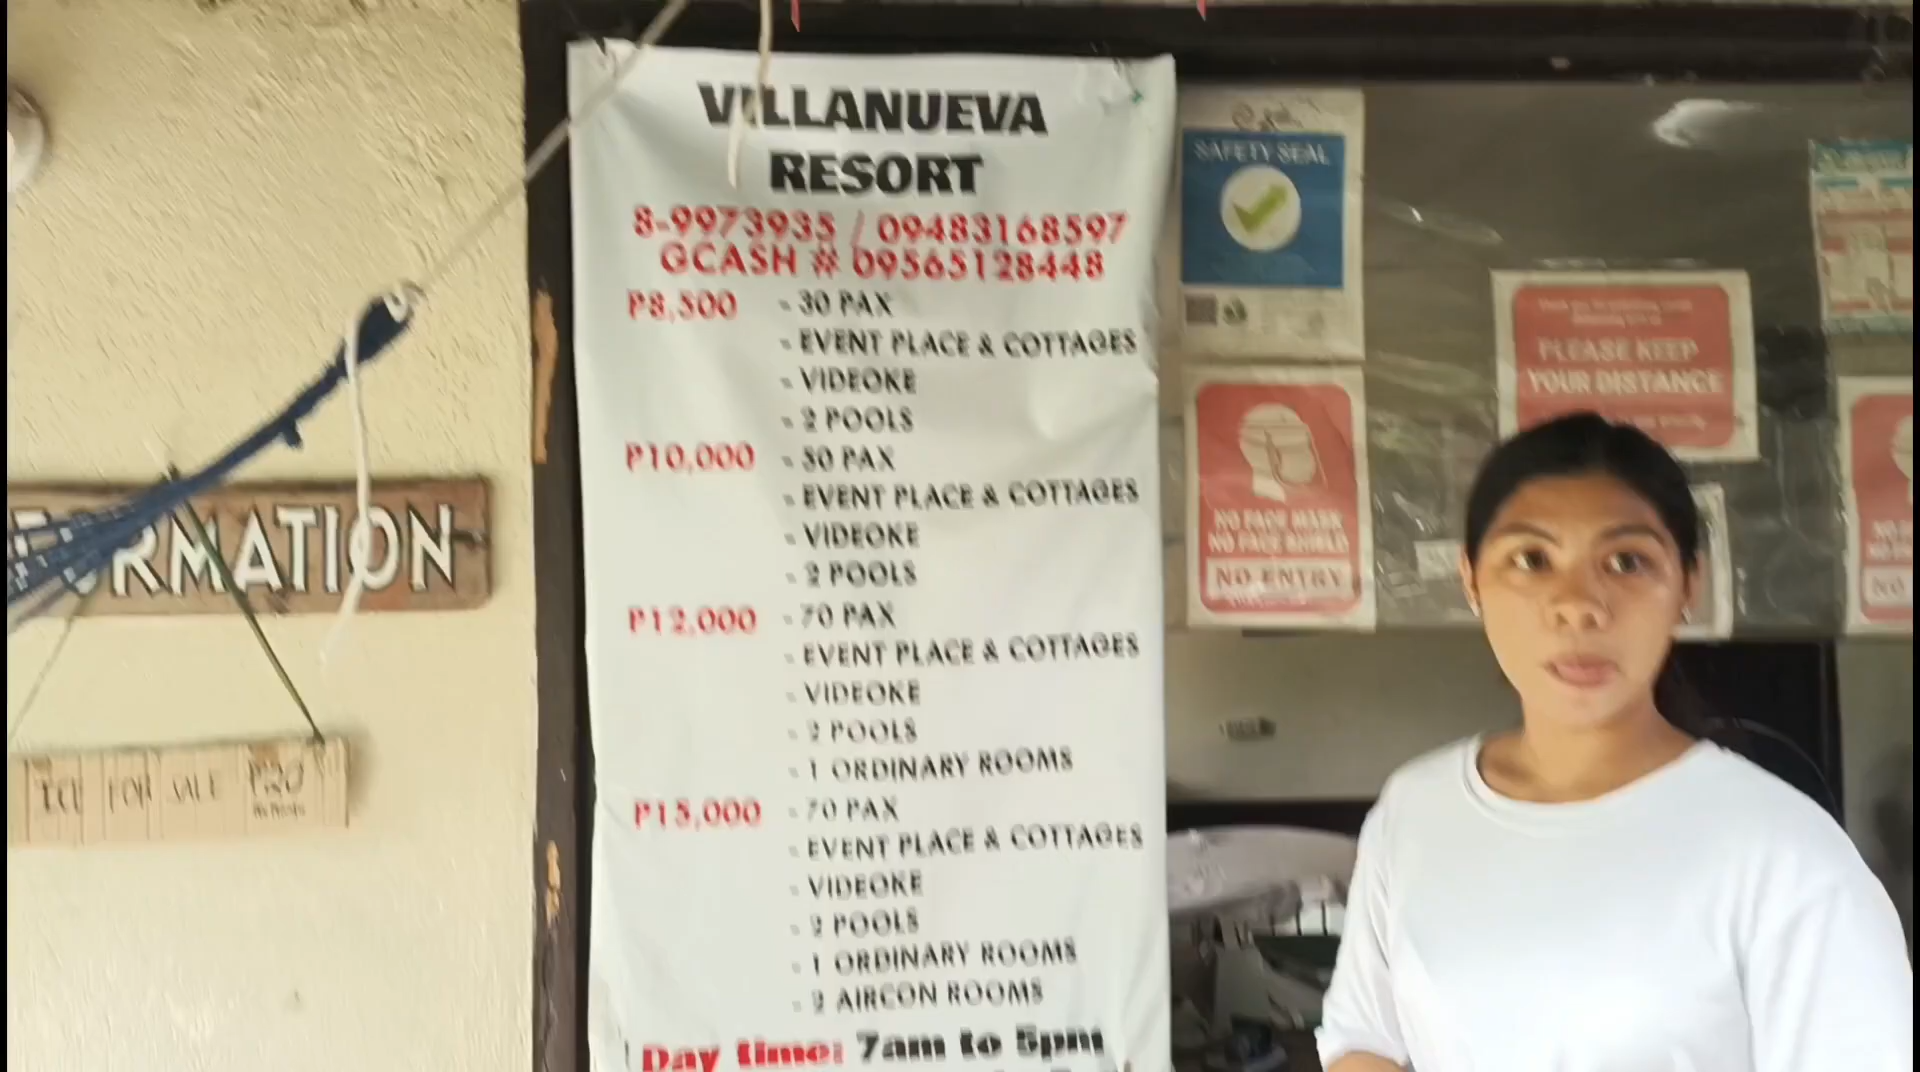 VILLANUEVA
RESORT
8-9973935 / 09483168597
GCASH # 09565128448
P8,500 - 30 PAX
- EVENT PLACE & COTTAGES
- VIDEOKE
- 2 POOLS
P10,000 - 50 PAX
- EVENT PLACE & COTTAGES
- VIDEOKE
- 2 POOLS
P12,000 - 70 PAX
- EVENT PLACE & COTTAGES
- VIDEOKE
- 2 POOLS
- 1 ORDINARY ROOMS
P15,000 - 70 PAX
- EVENT PLACE & COTTAGES
- VIDEOKE
- 2 POOLS
- 1 ORDINARY ROOMS
- 2 AIRCON ROOMS
Day time: 7am to 5pm
ORMATION
ICE FOR SALE P20
SAFETY SEAL
PLEASE KEEP
YOUR DISTANCE
NO FACE MASK
NO FACE SHIELD
NO ENTRY
NO